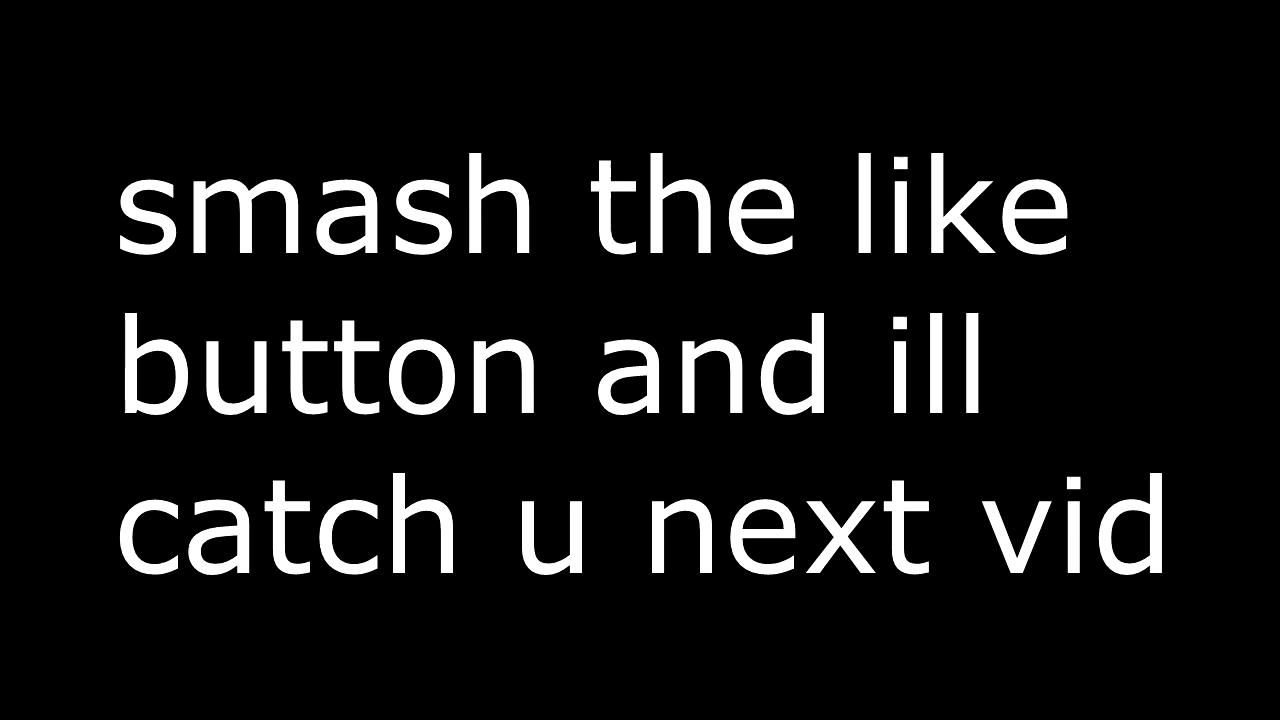 smash the like
button and ill
catch u next vid